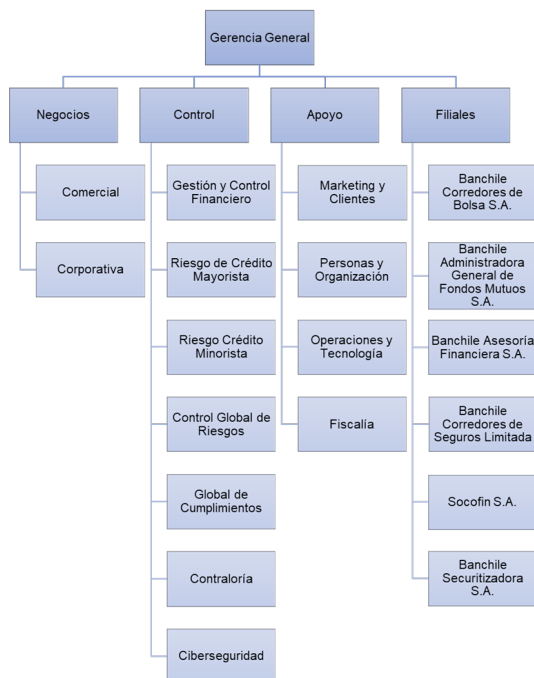 Gerencia General
Negocios
Control
Apoyo
Filiales
Comercial
Corporativa
Gestión y Control
Financiero
Riesgo de Crédito
Mayorista
Riesgo Crédito
Minorista
Control Global de
Riesgos
Global de
Cumplimientos
Contraloría
Ciberseguridad
Marketing y
Clientes
Personas y
Organización
Operaciones y
Tecnología
Fiscalía
Banchile
Corredores de
Bolsa S.A.
Banchile
Administradora
General de
Fondos Mutuos
S.A.
Banchile Asesoría
Financiera S.A.
Banchile
Corredores de
Seguros Limitada
Socofin S.A.
Banchile
Securitizadora
S.A.